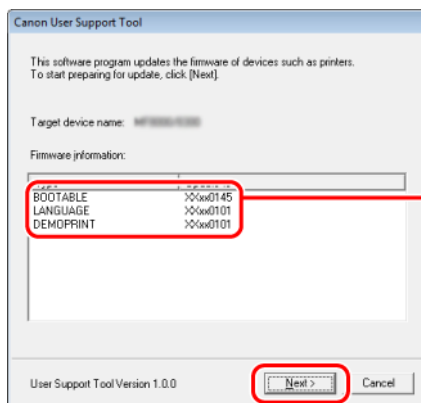 Canon User Support Tool
This software program updates the firmware of devices such as printers.
To start preparing for update, click [Next].
Target device name:
Firmware information:
BOOTABLE XXxx0145
LANGUAGE XXxx0101
DEMOPRINT XXxx0101
User Support Tool Version 1.0.0
Next >
Cancel